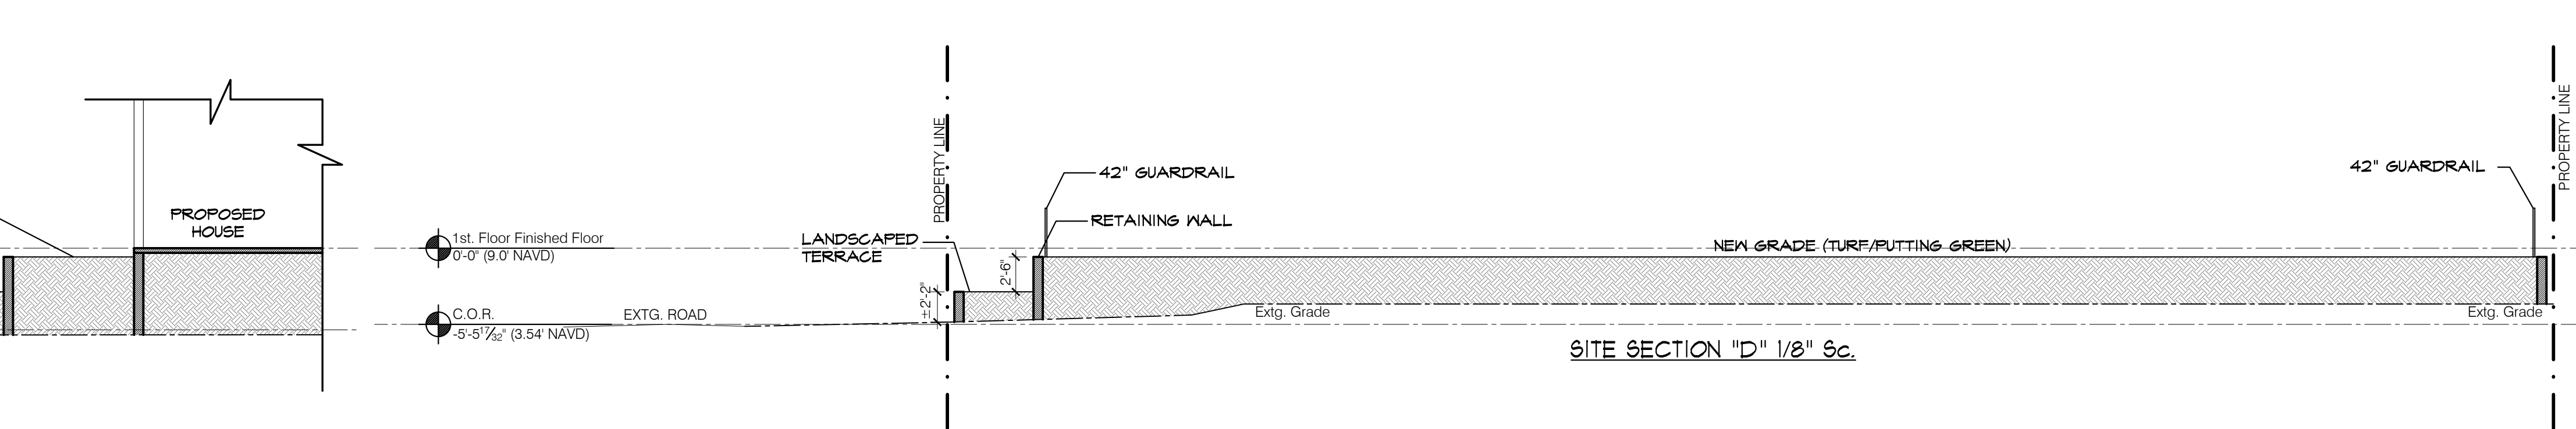 PROPOSED
HOUSE
1st. Floor Finished Floor
0'-0" (9.0' NAVD)
C.O.R.
-5'-5 17/32" (3.54' NAVD)
EXTG. ROAD
LANDSCAPED
TERRACE
±2'-2"
PROPERTY LINE
2'-6"
42" GUARDRAIL
RETAINING WALL
Extg. Grade
NEW GRADE (TURF/PUTTING GREEN)
SITE SECTION "D" 1/8" Sc.
42" GUARDRAIL
Extg. Grade
PROPERTY LINE